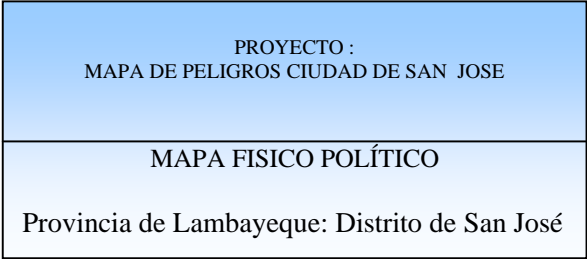 PROYECTO :
MAPA DE PELIGROS CIUDAD DE SAN JOSE
MAPA FISICO POLÍTICO
Provincia de Lambayeque: Distrito de San José